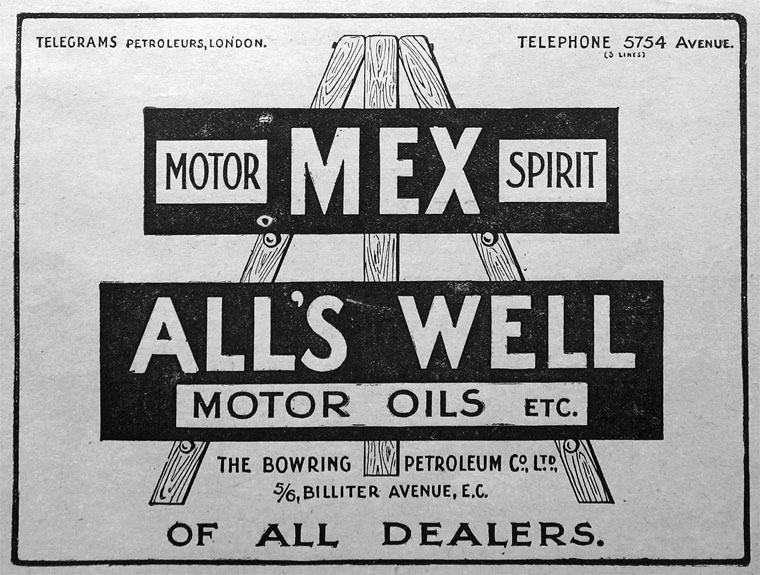 TELEGRAMS PETROLEURS, LONDON.
TELEPHONE 5754 AVENUE.
(3 LINES)
MOTOR MEX SPIRIT
ALL'S WELL
MOTOR OILS ETC.
THE BOWRING PETROLEUM CO., LTD.,
5/6, BILLITER AVENUE, E.C.
OF ALL DEALERS.